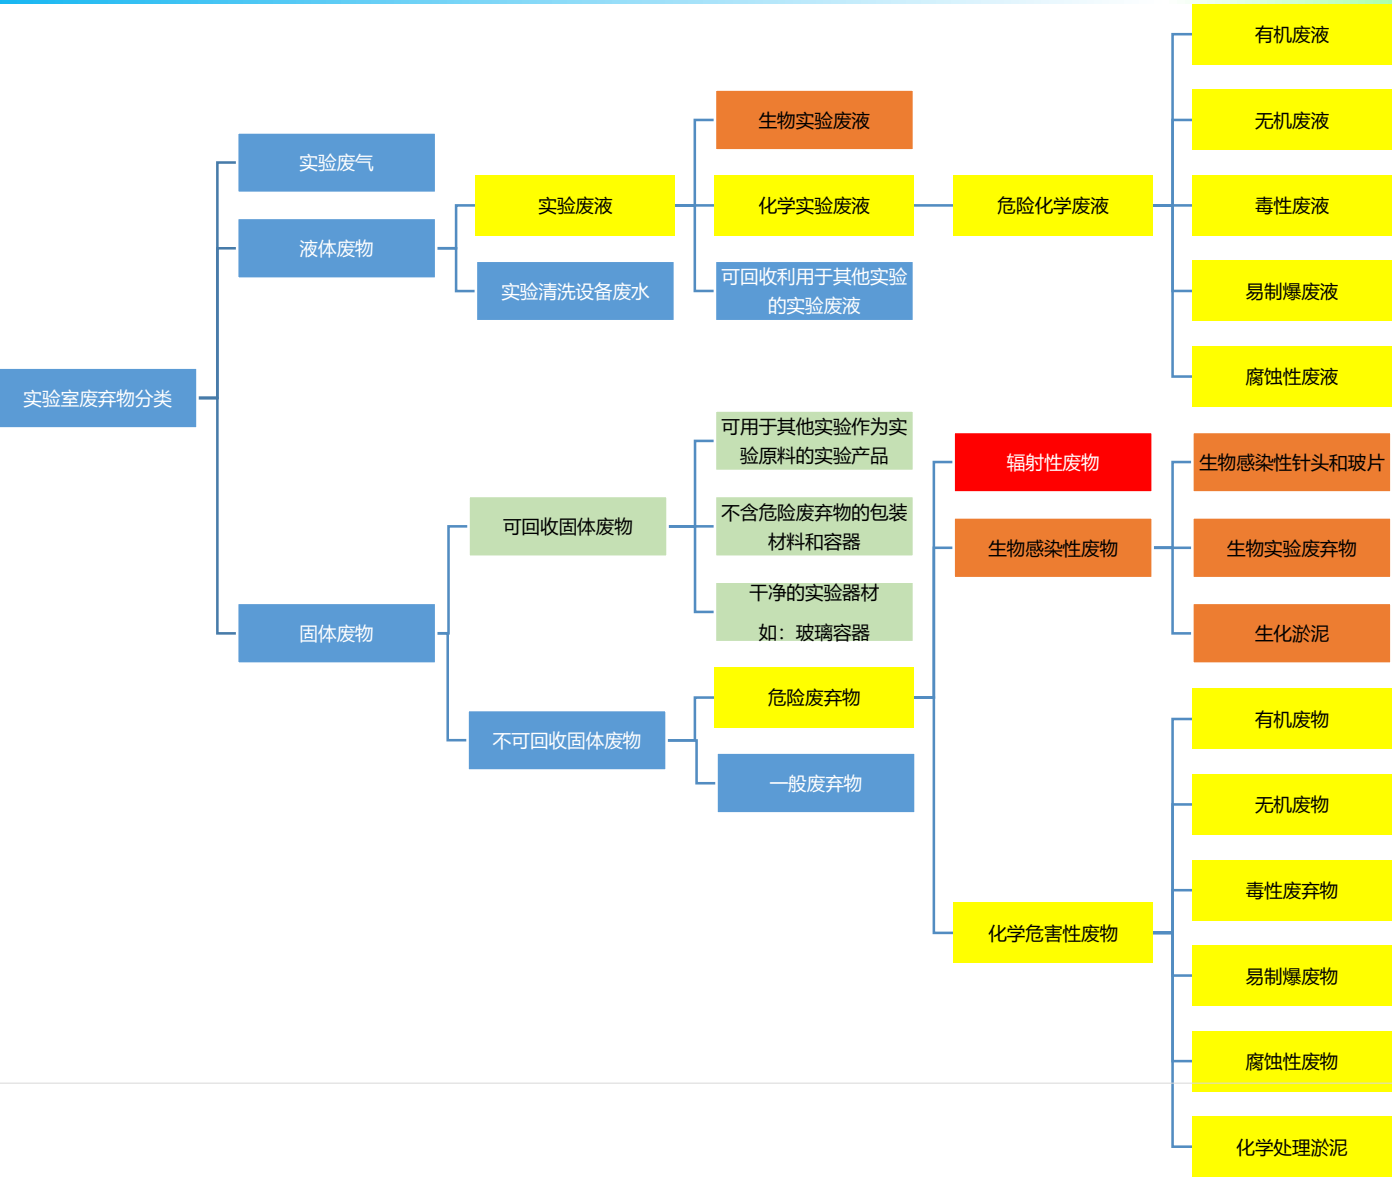 实验室废弃物分类
实验废气
液体废物
实验废液
生物实验废液
化学实验废液
危险化学废液
有机废液
无机废液
毒性废液
易制爆废液
腐蚀性废液
可回收利用于其他实验
的实验废液
实验清洗设备废水
固体废物
可回收固体废物
可用于其他实验作为实
验原料的实验产品
不含危险废弃物的包装
材料和容器
干净的实验器材
如：玻璃容器
不可回收固体废物
危险废弃物
辐射性废物
生物感染性废物
生物感染性针头和玻片
生物实验废弃物
生化淤泥
化学危害性废物
有机废物
无机废物
毒性废弃物
易制爆废物
腐蚀性废物
化学处理淤泥
一般废弃物